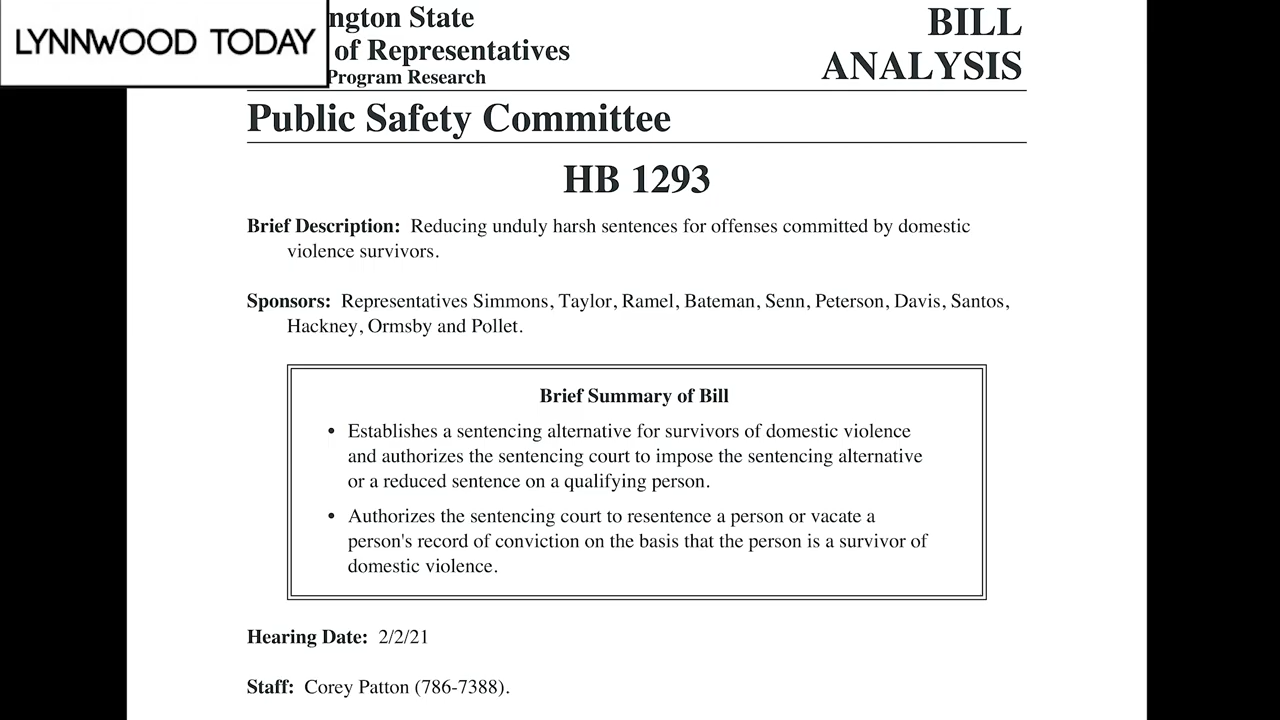 LYNNWOOD TODAY
ngton State
of Representatives
Program Research
BILL
ANALYSIS
Public Safety Committee
HB 1293
Brief Description: Reducing unduly harsh sentences for offenses committed by domestic
violence survivors.
Sponsors: Representatives Simmons, Taylor, Ramel, Bateman, Senn, Peterson, Davis, Santos,
Hackney, Ormsby and Pollet.
Brief Summary of Bill
• Establishes a sentencing alternative for survivors of domestic violence
and authorizes the sentencing court to impose the sentencing alternative
or a reduced sentence on a qualifying person.
• Authorizes the sentencing court to resentence a person or vacate a
person's record of conviction on the basis that the person is a survivor of
domestic violence.
Hearing Date: 2/2/21
Staff: Corey Patton (786-7388).